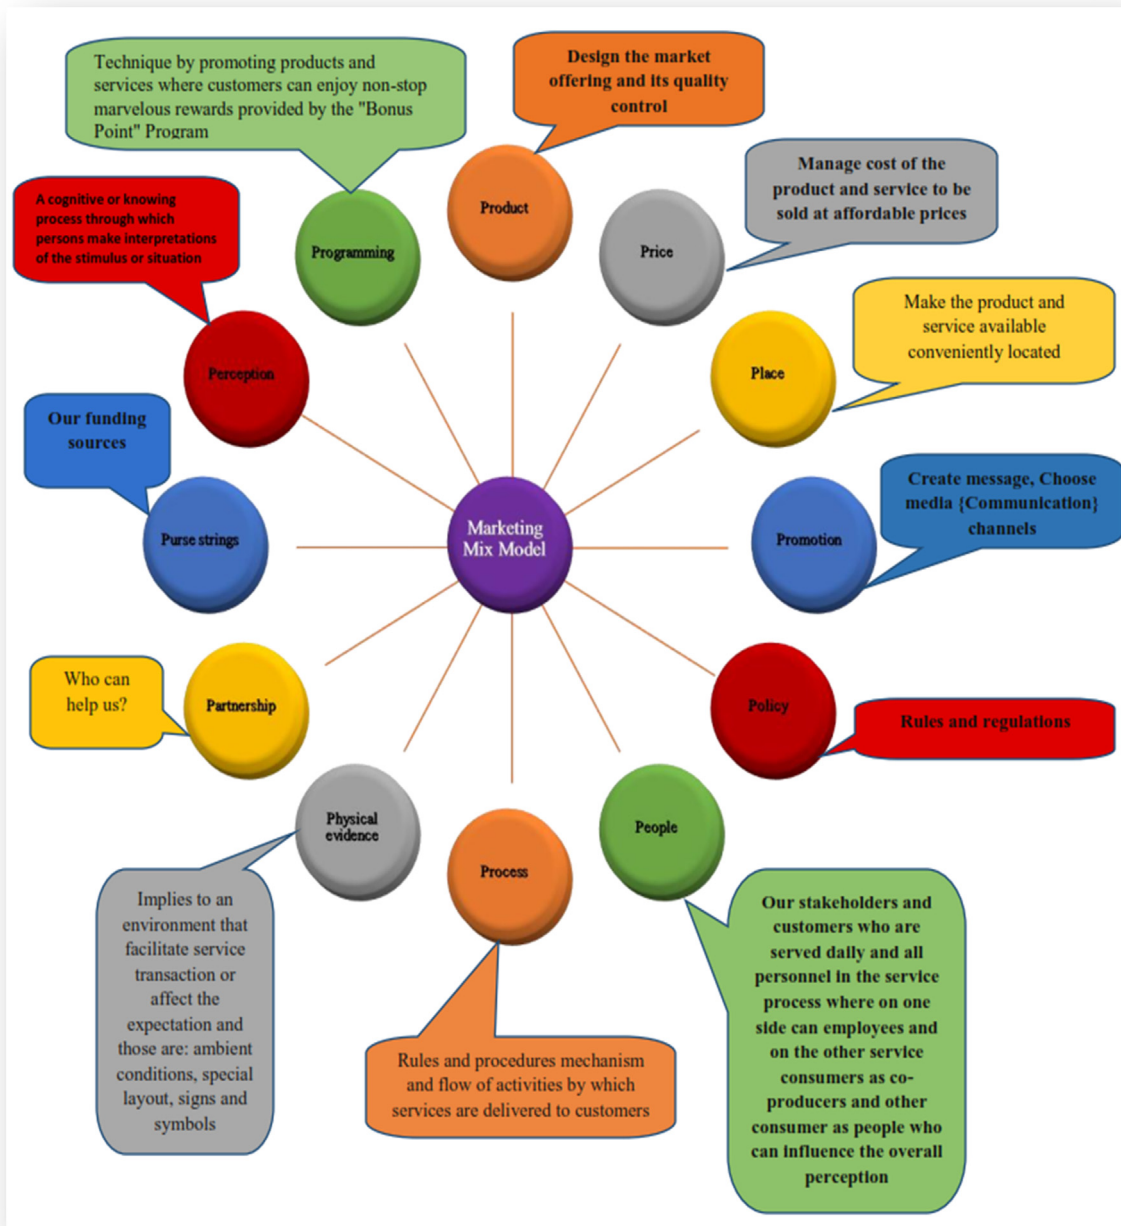 Technique by promoting products and
services where customers can enjoy non-stop
marvelous rewards provided by the "Bonus
Point" Program
Design the market
offering and its quality
control
Manage cost of the
product and service to be
sold at affordable prices
A cognitive or knowing
process through which
persons make interpretations
of the stimulus or situation
Programming
Product
Price
Make the product and
service available
conveniently located
Perception
Place
Our funding
sources
Create message, Choose
media {Communication}
channels
Purse strings
Marketing
Mix Model
Promotion
Who can
help us?
Partnership
Policy
Rules and regulations
Physical
evidence
Process
People
Implies to an
environment that
facilitate service
transaction or
affect the
expectation and
those are: ambient
conditions, special
layout, signs and
symbols
Rules and procedures mechanism
and flow of activities by which
services are delivered to customers
Our stakeholders and
customers who are
served daily and all
personnel in the service
process where on one
side can employees and
on the other service
consumers as co-
producers and other
consumer as people who
can influence the overall
perception